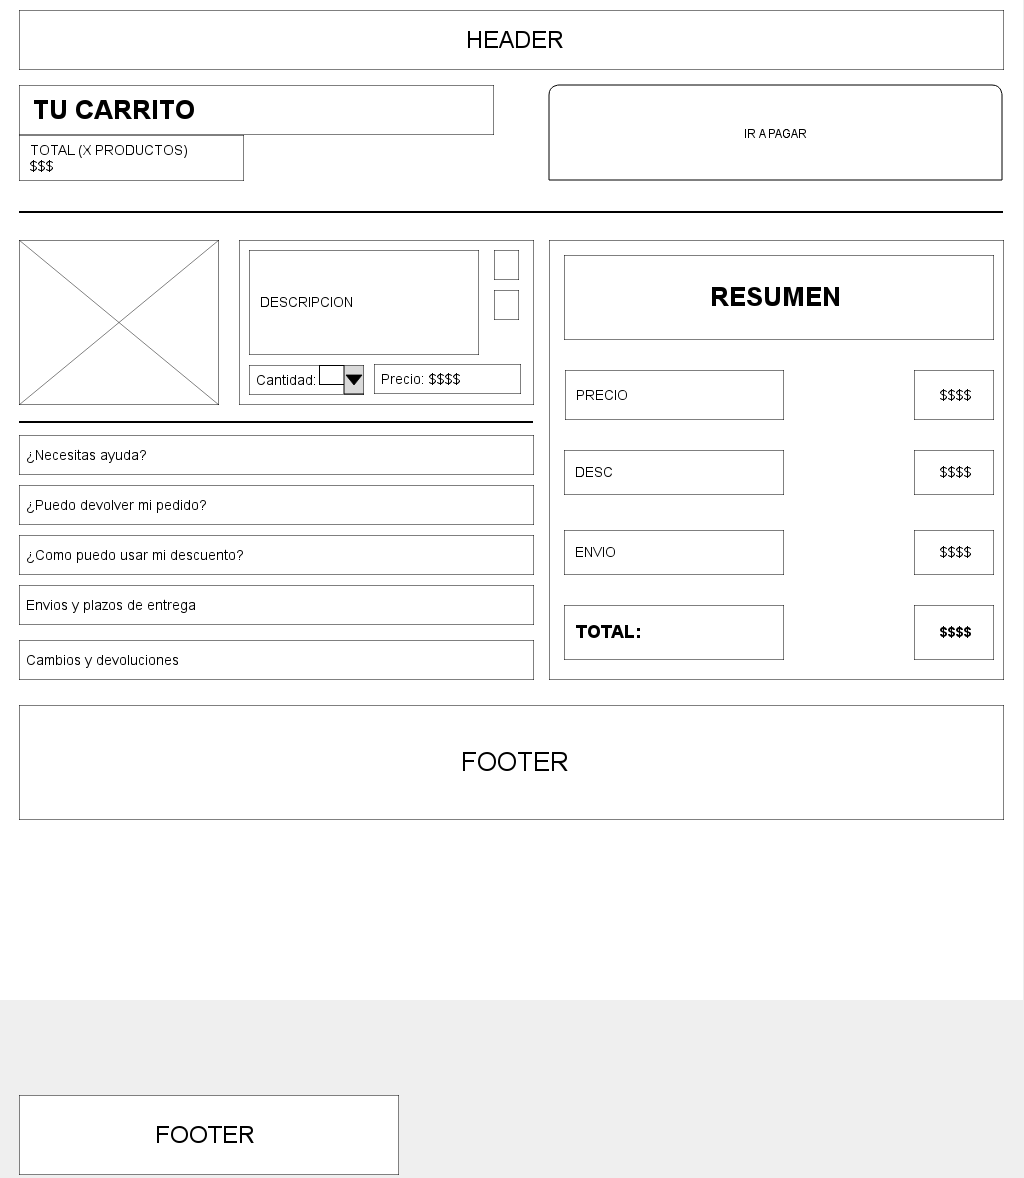 HEADER
TU CARRITO
TOTAL (X PRODUCTOS)
$$$
IR A PAGAR
DESCRIPCION
Cantidad:
Precio: $$$$
¿Necesitas ayuda?
¿Puedo devolver mi pedido?
¿Como puedo usar mi descuento?
Envios y plazos de entrega
Cambios y devoluciones
RESUMEN
PRECIO $$$$
DESC $$$$
ENVIO $$$$
TOTAL: $$$$
FOOTER
FOOTER